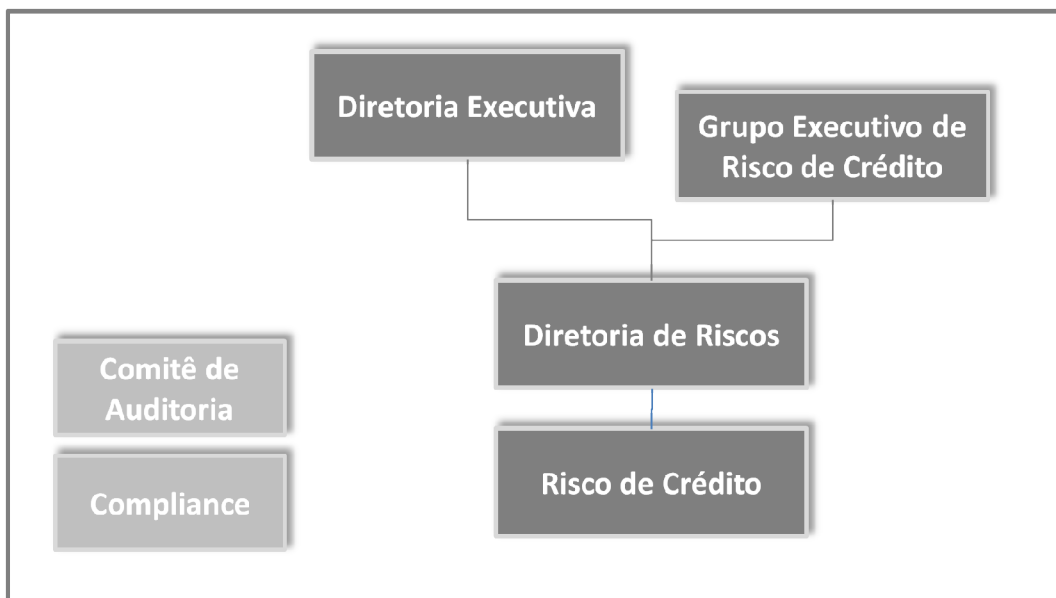 Diretoria Executiva
Grupo Executivo de
Risco de Crédito
Diretoria de Riscos
Comitê de
Auditoria
Risco de Crédito
Compliance